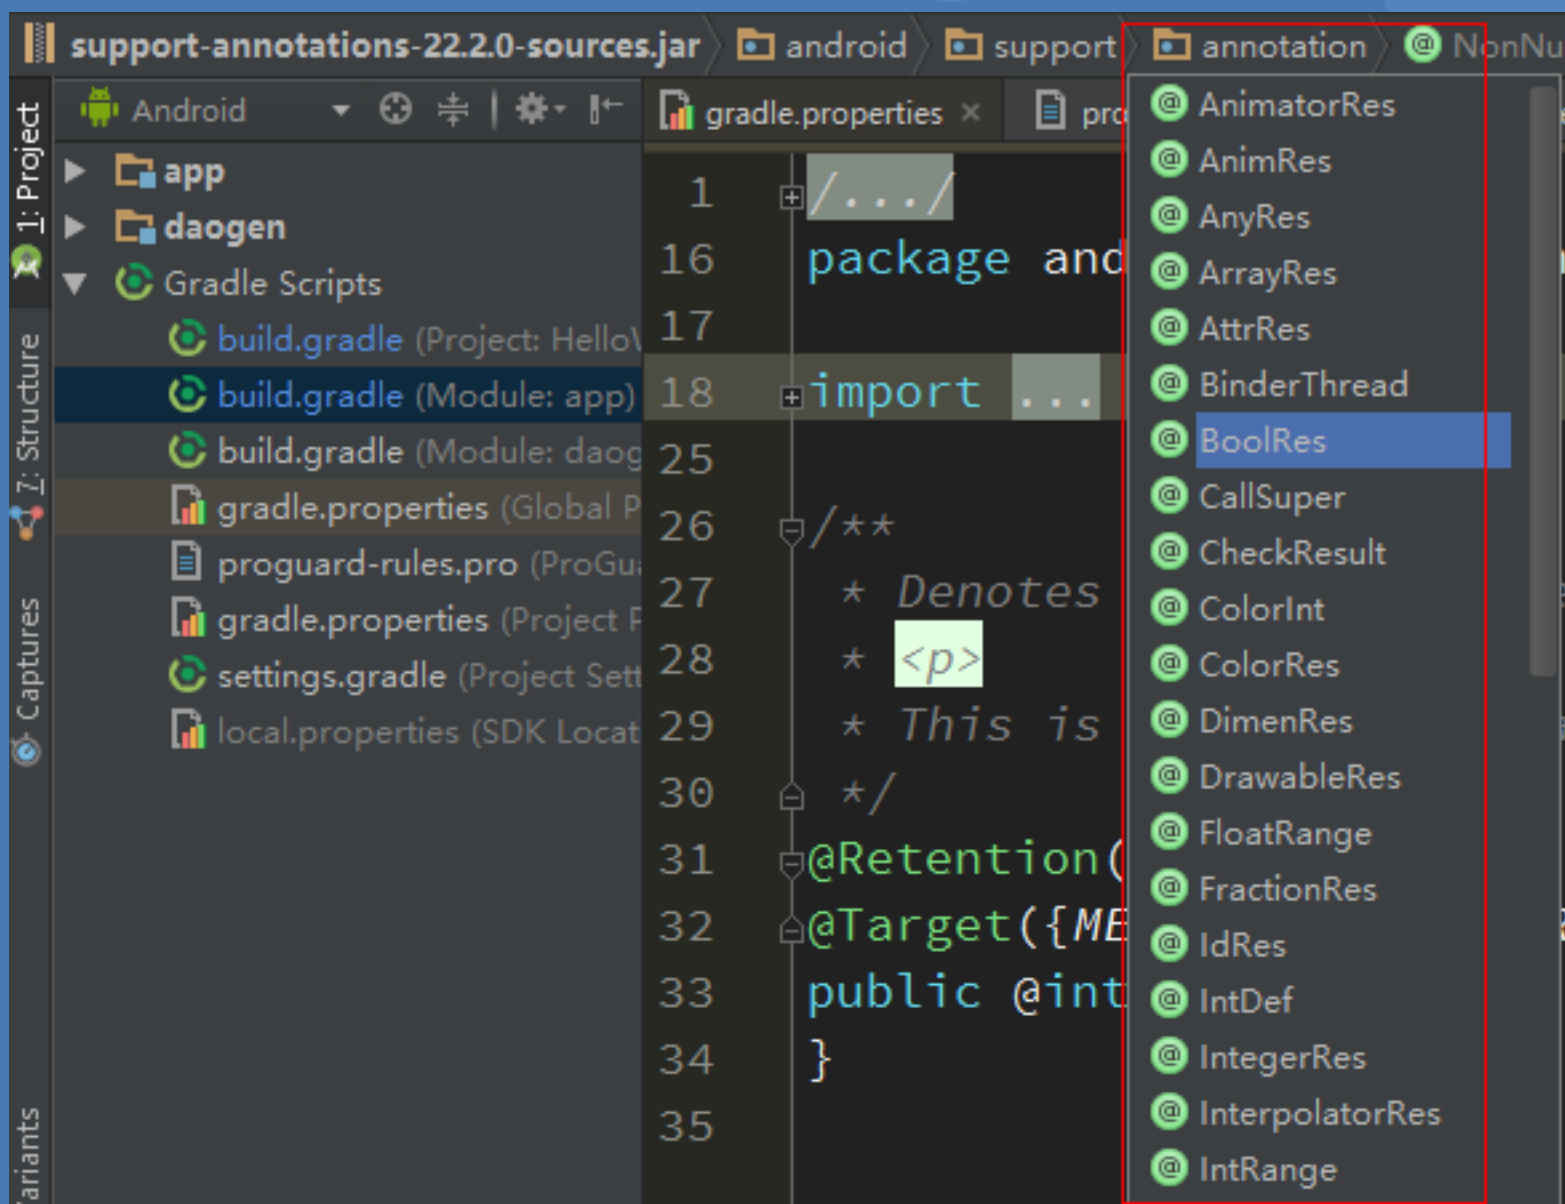 support-annotations-22.2.0-sources.jar android support annotation NonNu
1: Project
7: Structure
Captures
Android
app
daogen
Gradle Scripts
build.gradle (Project: Hello
build.gradle (Module: app)
build.gradle (Module: daog
gradle.properties (Global P
proguard-rules.pro (ProGu
gradle.properties (Project P
settings.gradle (Project Sett
local.properties (SDK Locat
gradle.properties × pro
1 /.../
16 package and
17
18 import ...
25
26 /**
27 * Denotes
28 * <p>
29 * This is
30 */
31 @Retention(
32 @Target({ME
33 public @int
34 }
35
AnimatorRes
AnimRes
AnyRes
ArrayRes
AttrRes
BinderThread
BoolRes
CallSuper
CheckResult
ColorInt
ColorRes
DimenRes
DrawableRes
FloatRange
FractionRes
IdRes
IntDef
IntegerRes
InterpolatorRes
IntRange